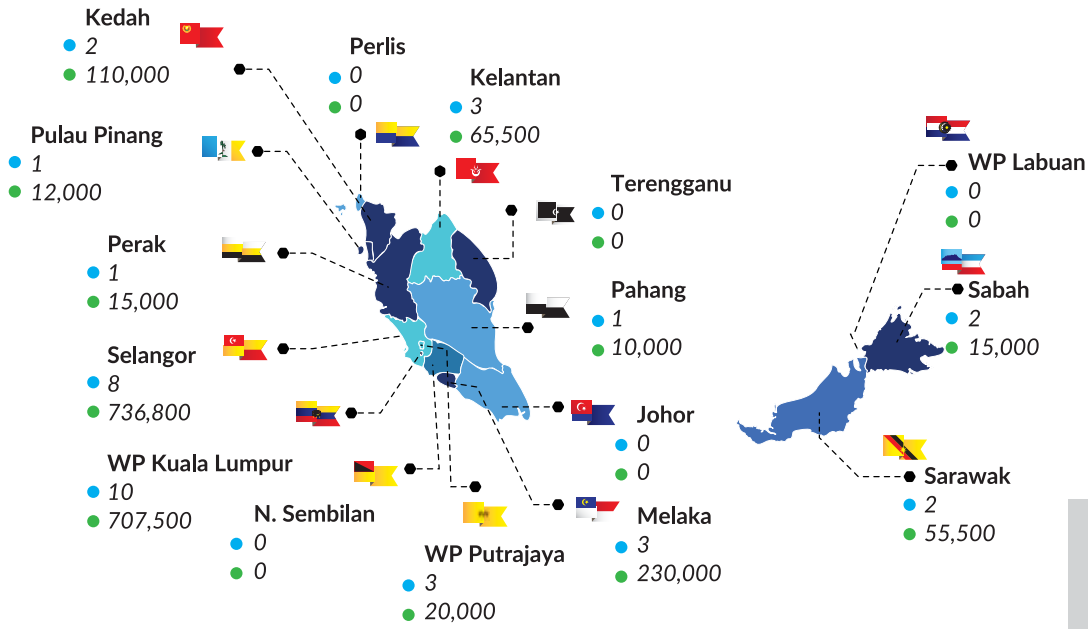 Kedah
2
110,000
Perlis
0
0
Kelantan
3
65,500
Pulau Pinang
1
12,000
Terengganu
0
0
WP Labuan
0
0
Perak
1
15,000
Pahang
1
10,000
Sabah
2
15,000
Selangor
8
736,800
Johor
0
0
WP Kuala Lumpur
10
707,500
N. Sembilan
0
0
WP Putrajaya
3
20,000
Melaka
3
230,000
Sarawak
2
55,500